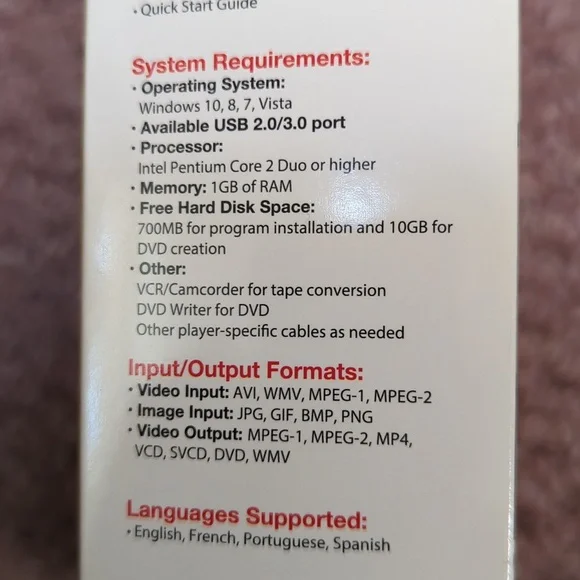 • Quick Start Guide
System Requirements:
• Operating System:
Windows 10, 8, 7, Vista
• Available USB 2.0/3.0 port
• Processor:
Intel Pentium Core 2 Duo or higher
• Memory: 1GB of RAM
• Free Hard Disk Space:
700MB for program installation and 10GB for
DVD creation
• Other:
VCR/Camcorder for tape conversion
DVD Writer for DVD
Other player-specific cables as needed
Input/Output Formats:
• Video Input: AVI, WMV, MPEG-1, MPEG-2
• Image Input: JPG, GIF, BMP, PNG
• Video Output: MPEG-1, MPEG-2, MP4,
VCD, SVCD, DVD, WMV
Languages Supported:
• English, French, Portuguese, Spanish